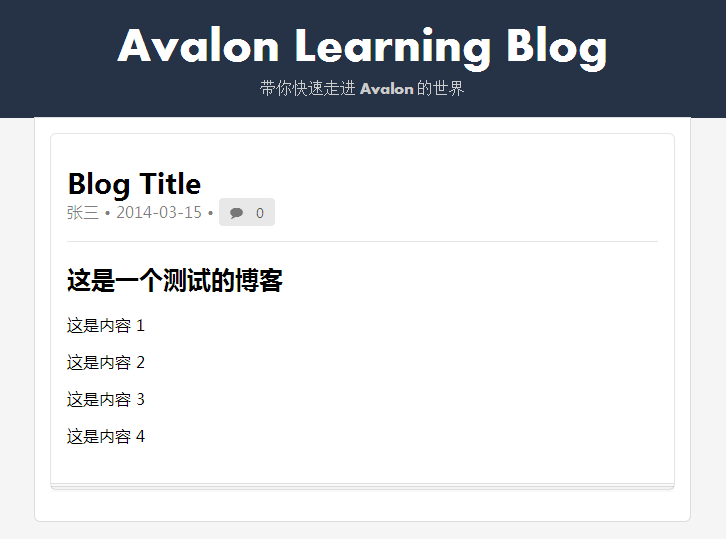 Avalon Learning Blog
带你快速走进 Avalon 的世界
Blog Title
张三 • 2014-03-15 • 0
这是一个测试的博客
这是内容 1
这是内容 2
这是内容 3
这是内容 4